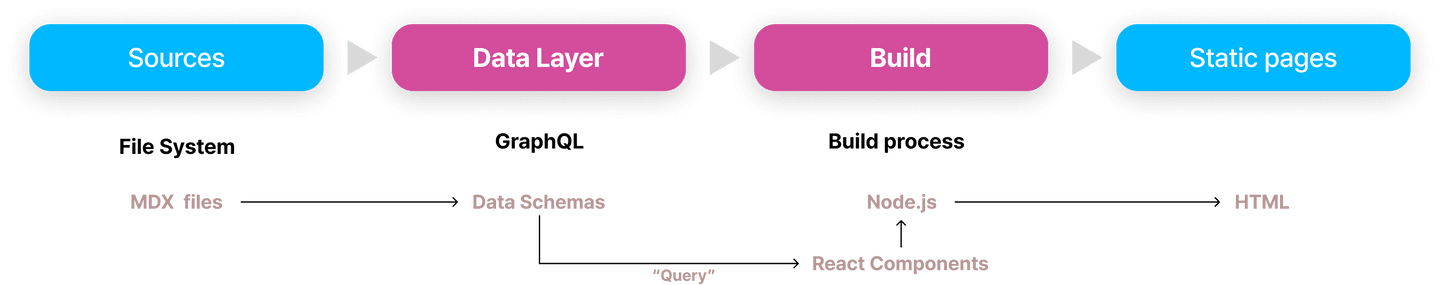 Sources
Data Layer
Build
Static pages
File System
GraphQL
Build process
MDX files
Data Schemas
Node.js
HTML
“Query”
React Components